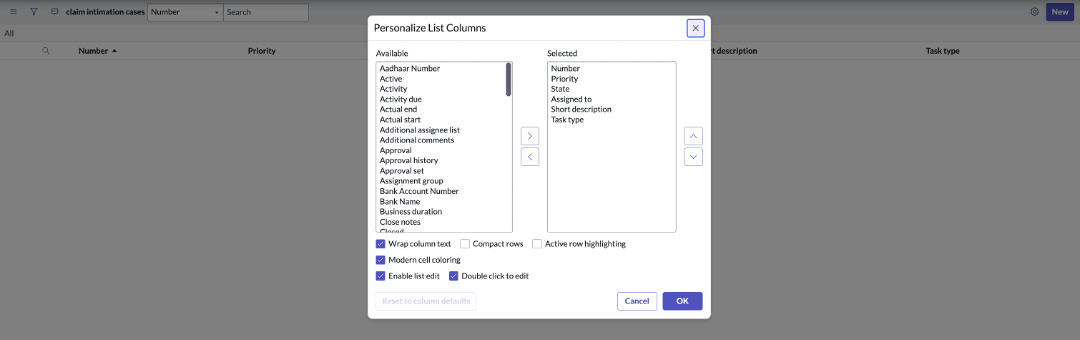 claim intimation cases Number Search New
All
Number Priority description Task type
Personalize List Columns
Available
Aadhaar Number
Active
Activity
Activity due
Actual end
Actual start
Additional assignee list
Additional comments
Approval
Approval history
Approval set
Assignment group
Bank Account Number
Bank Name
Business duration
Close notes
Closed
Selected
Number
Priority
State
Assigned to
Short description
Task type
Wrap column text Compact rows Active row highlighting
Modern cell coloring
Enable list edit Double click to edit
Reset to column defaults Cancel OK